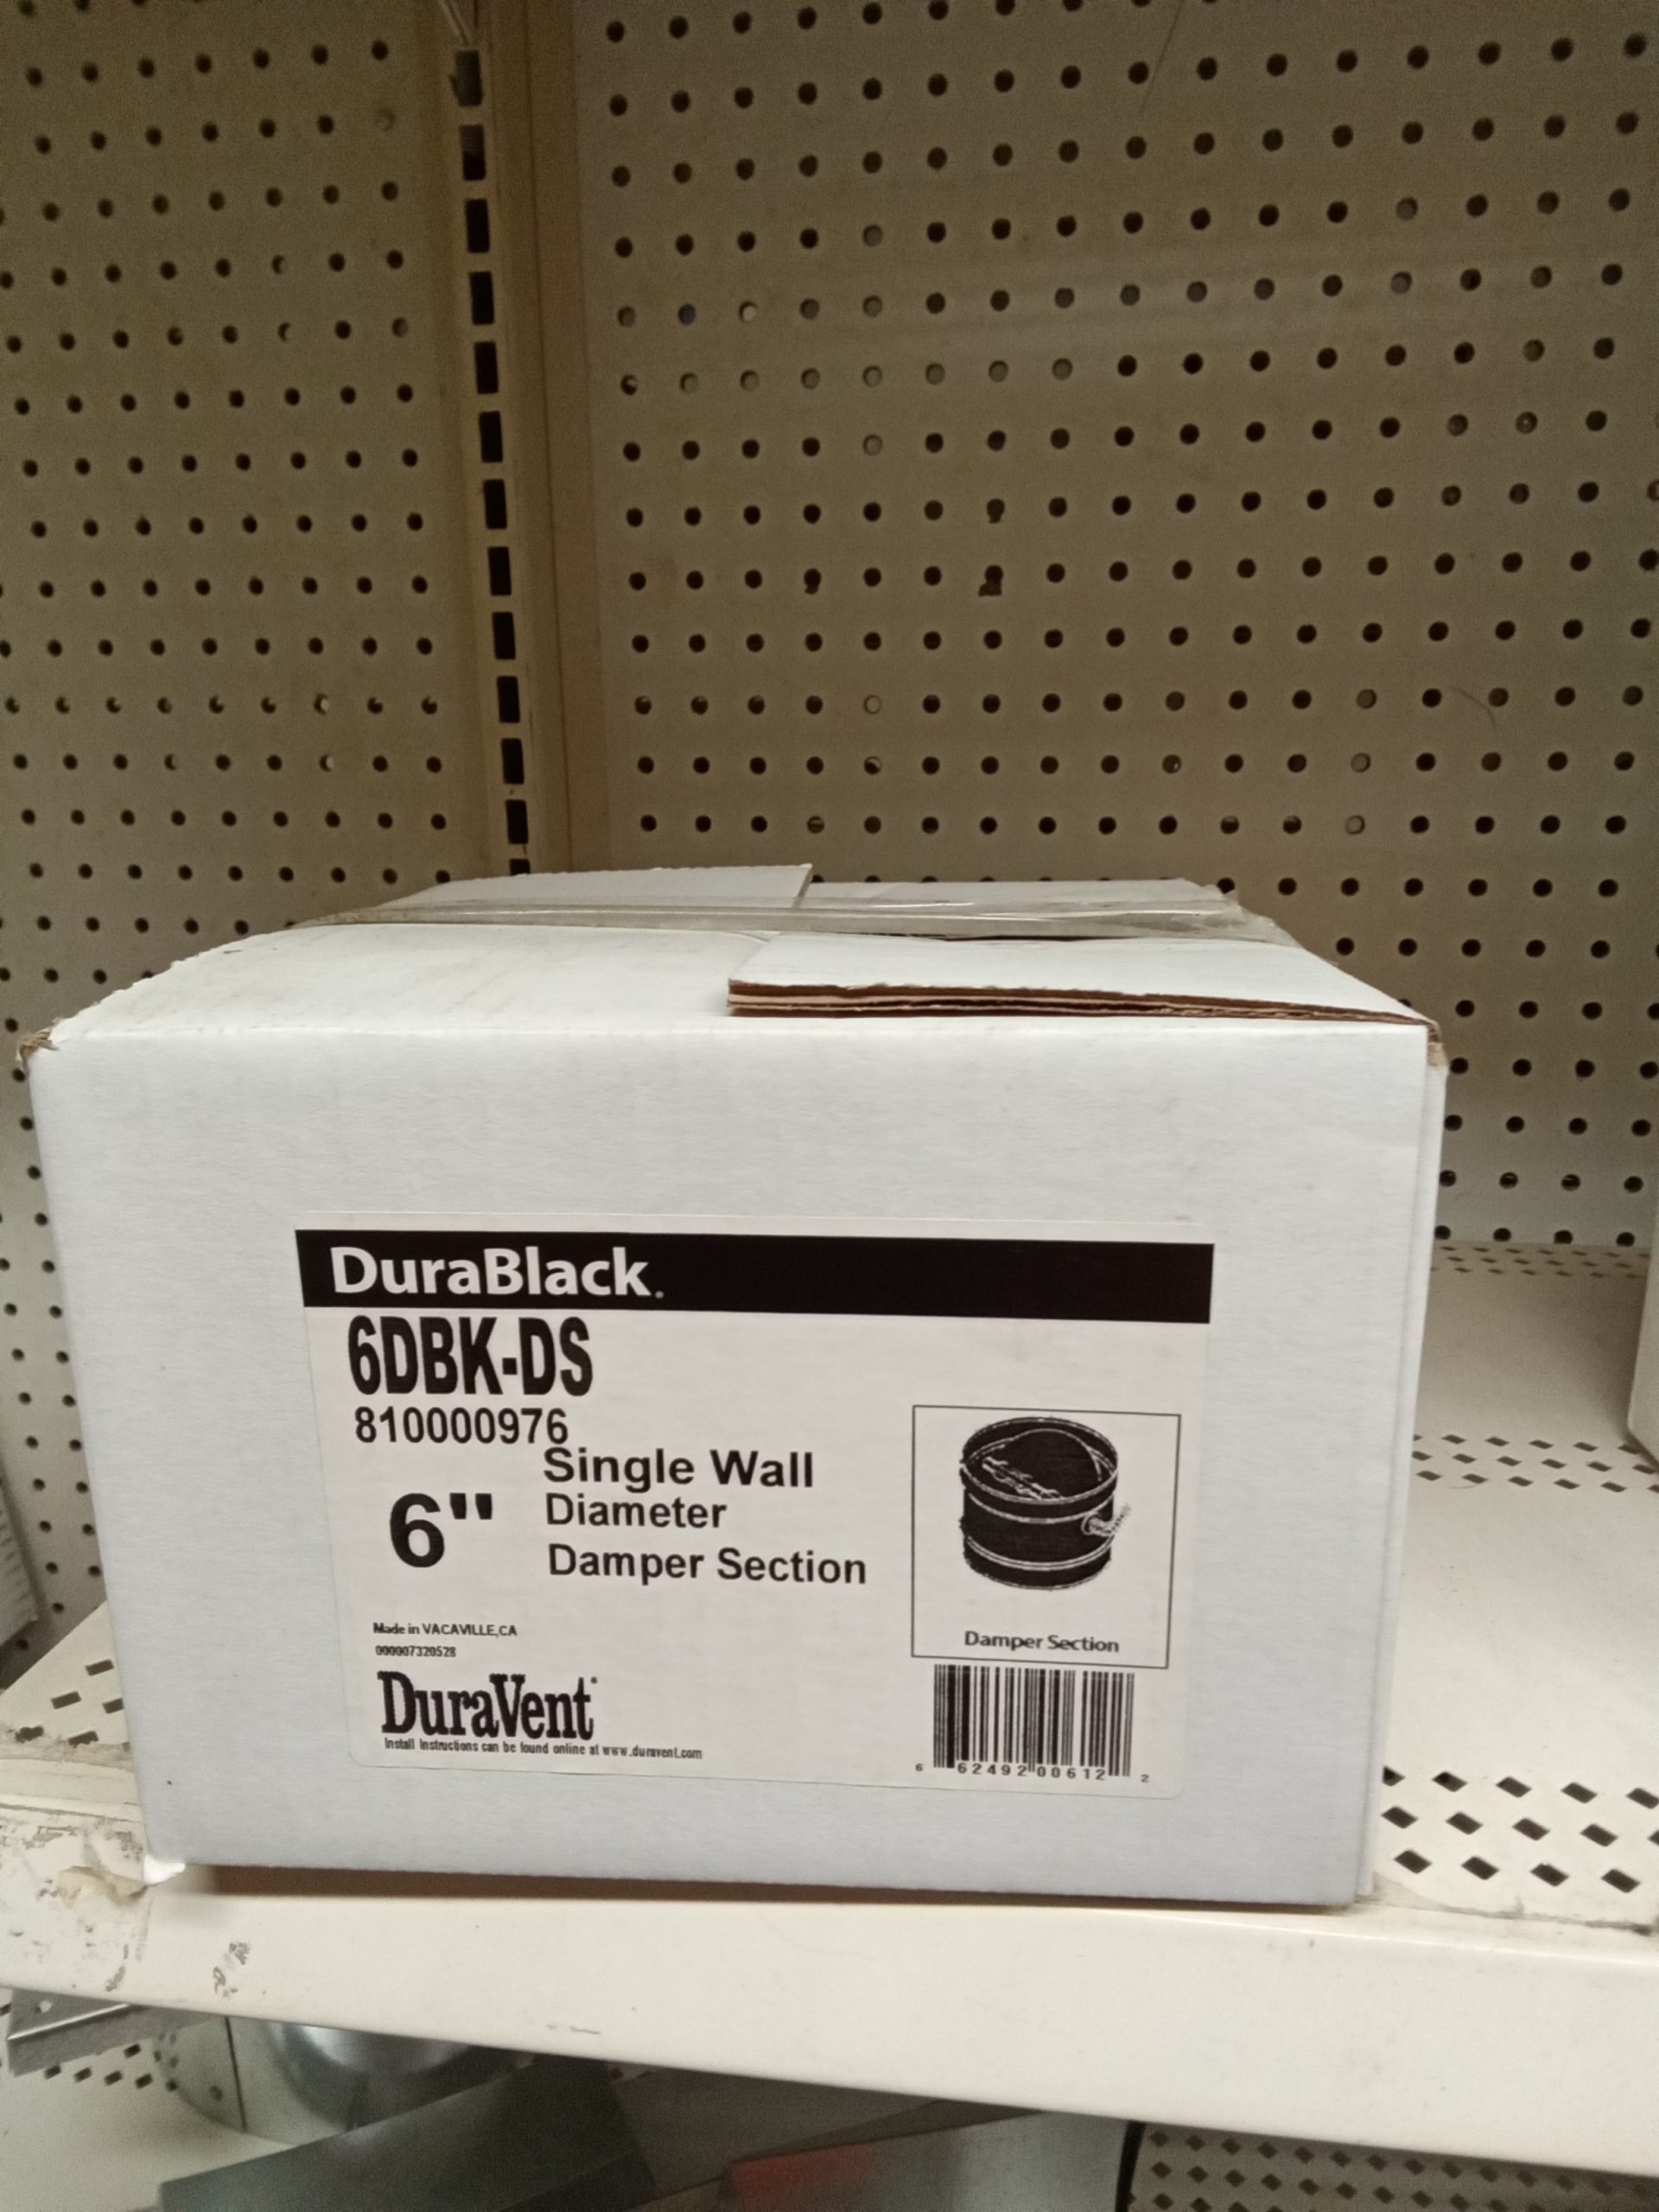 DuraBlack®
6DBK-DS
810000976
Single Wall
6" Diameter
Damper Section
Damper Section
Made in VACAVILLE,CA
000007320528
DuraVent®
Install Instructions can be found online at www.duravent.com
6 62492 00612 2